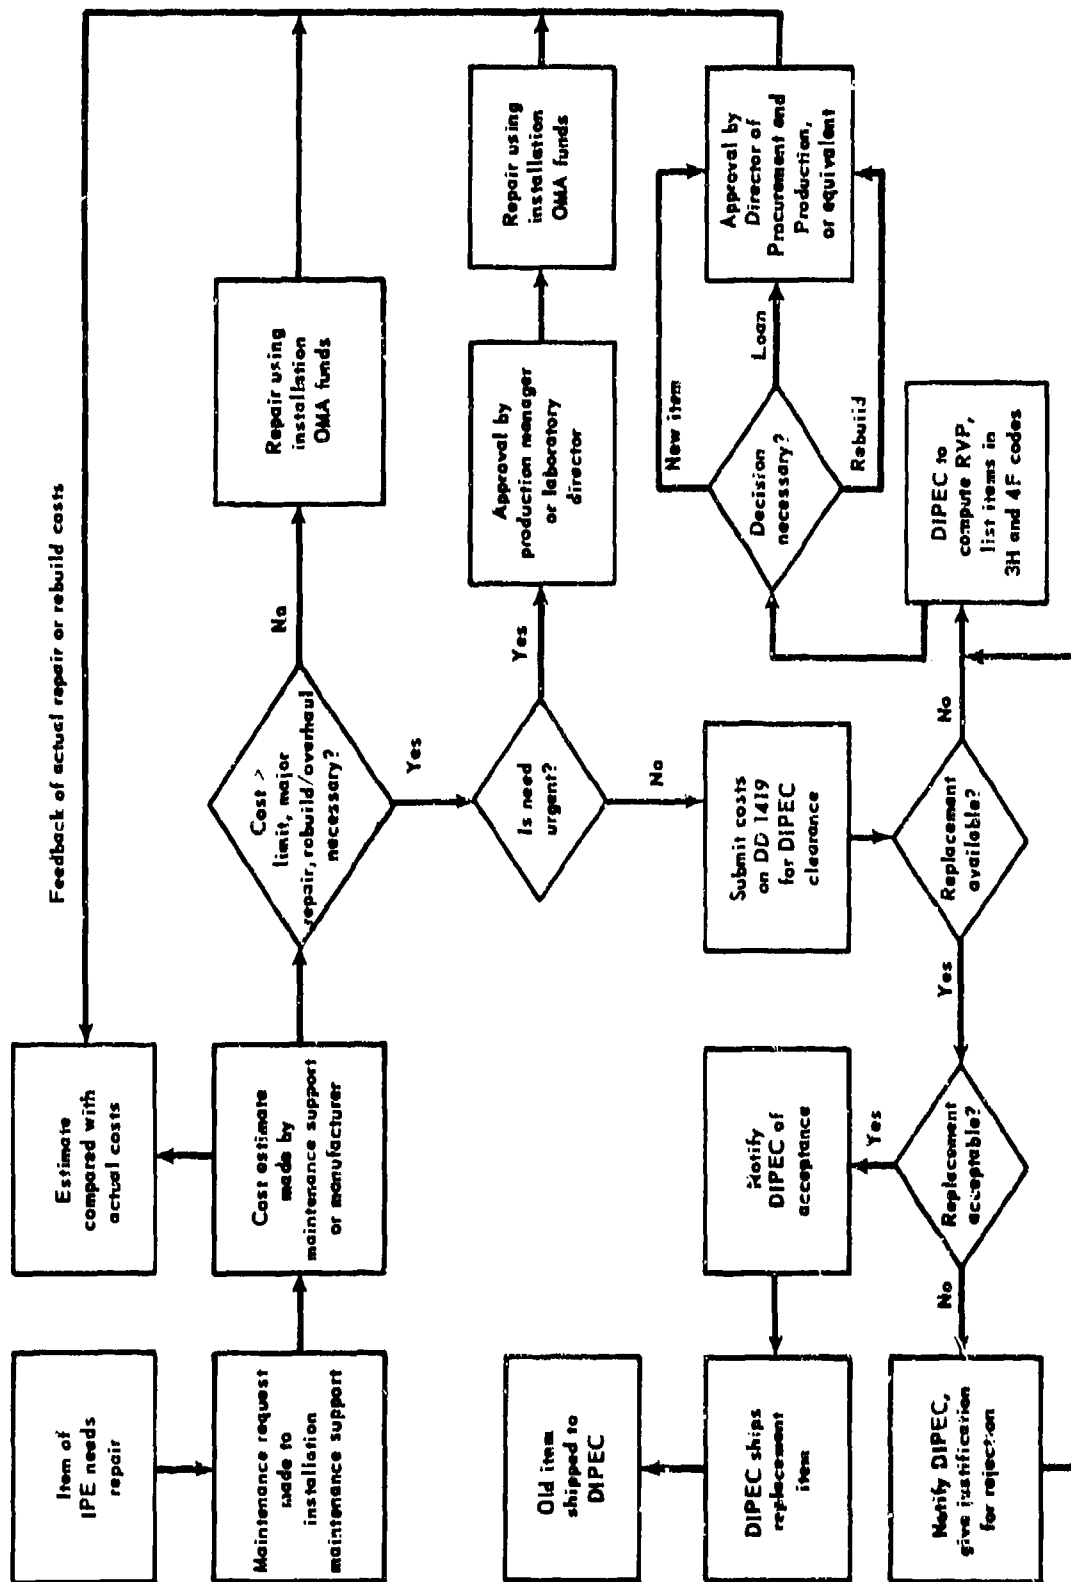 Feedback of actual repair or rebuild costs
Item of
IPE needs
repair
Estimate
compared with
actual costs
Maintenance request
made to
installation
maintenance support
Cost estimate
made by
maintenance support
or manufacturer
Cost >
limit, major
repair, rebuild/overhaul
necessary?
No
Repair using
installation
OMA funds
Yes
Is need
urgent?
Yes
Approval by
production manager
or laboratory
director
Repair using
installation
OMA funds
No
Old item
shipped to
DIPEC
DIPEC ships
replacement
item
Notify
DIPEC of
acceptance
Submit costs
on DD 1419
for DIPEC
clearance
Decision
necessary?
New item
Loan
Rebuild
Approval by
Director of
Procurement and
Production,
or equivalent
Yes
Notify DIPEC,
give justification
for rejection
No
Replacement
acceptable?
Yes
Replacement
available?
No
DIPEC to
compute RVP,
list items in
3H and 4F codes